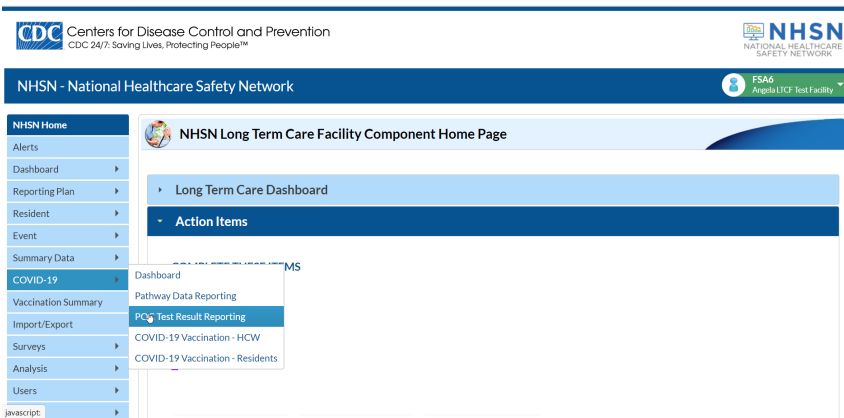 CDC
Centers for Disease Control and Prevention
CDC 24/7: Saving Lives, Protecting People™
NHSN
NATIONAL HEALTHCARE
SAFETY NETWORK
NHSN - National Healthcare Safety Network
FSA6
Angela LTCF Test Facility
NHSN Home
Alerts
Dashboard
Reporting Plan
Resident
Event
Summary Data
COVID-19
Vaccination Summary
Import/Export
Surveys
Analysis
Users
javascript:
NHSN Long Term Care Facility Component Home Page
Long Term Care Dashboard
Action Items
COMPLETE THESE ITEMS
Dashboard
Pathway Data Reporting
Test Result Reporting
COVID-19 Vaccination - HCW
COVID-19 Vaccination - Residents